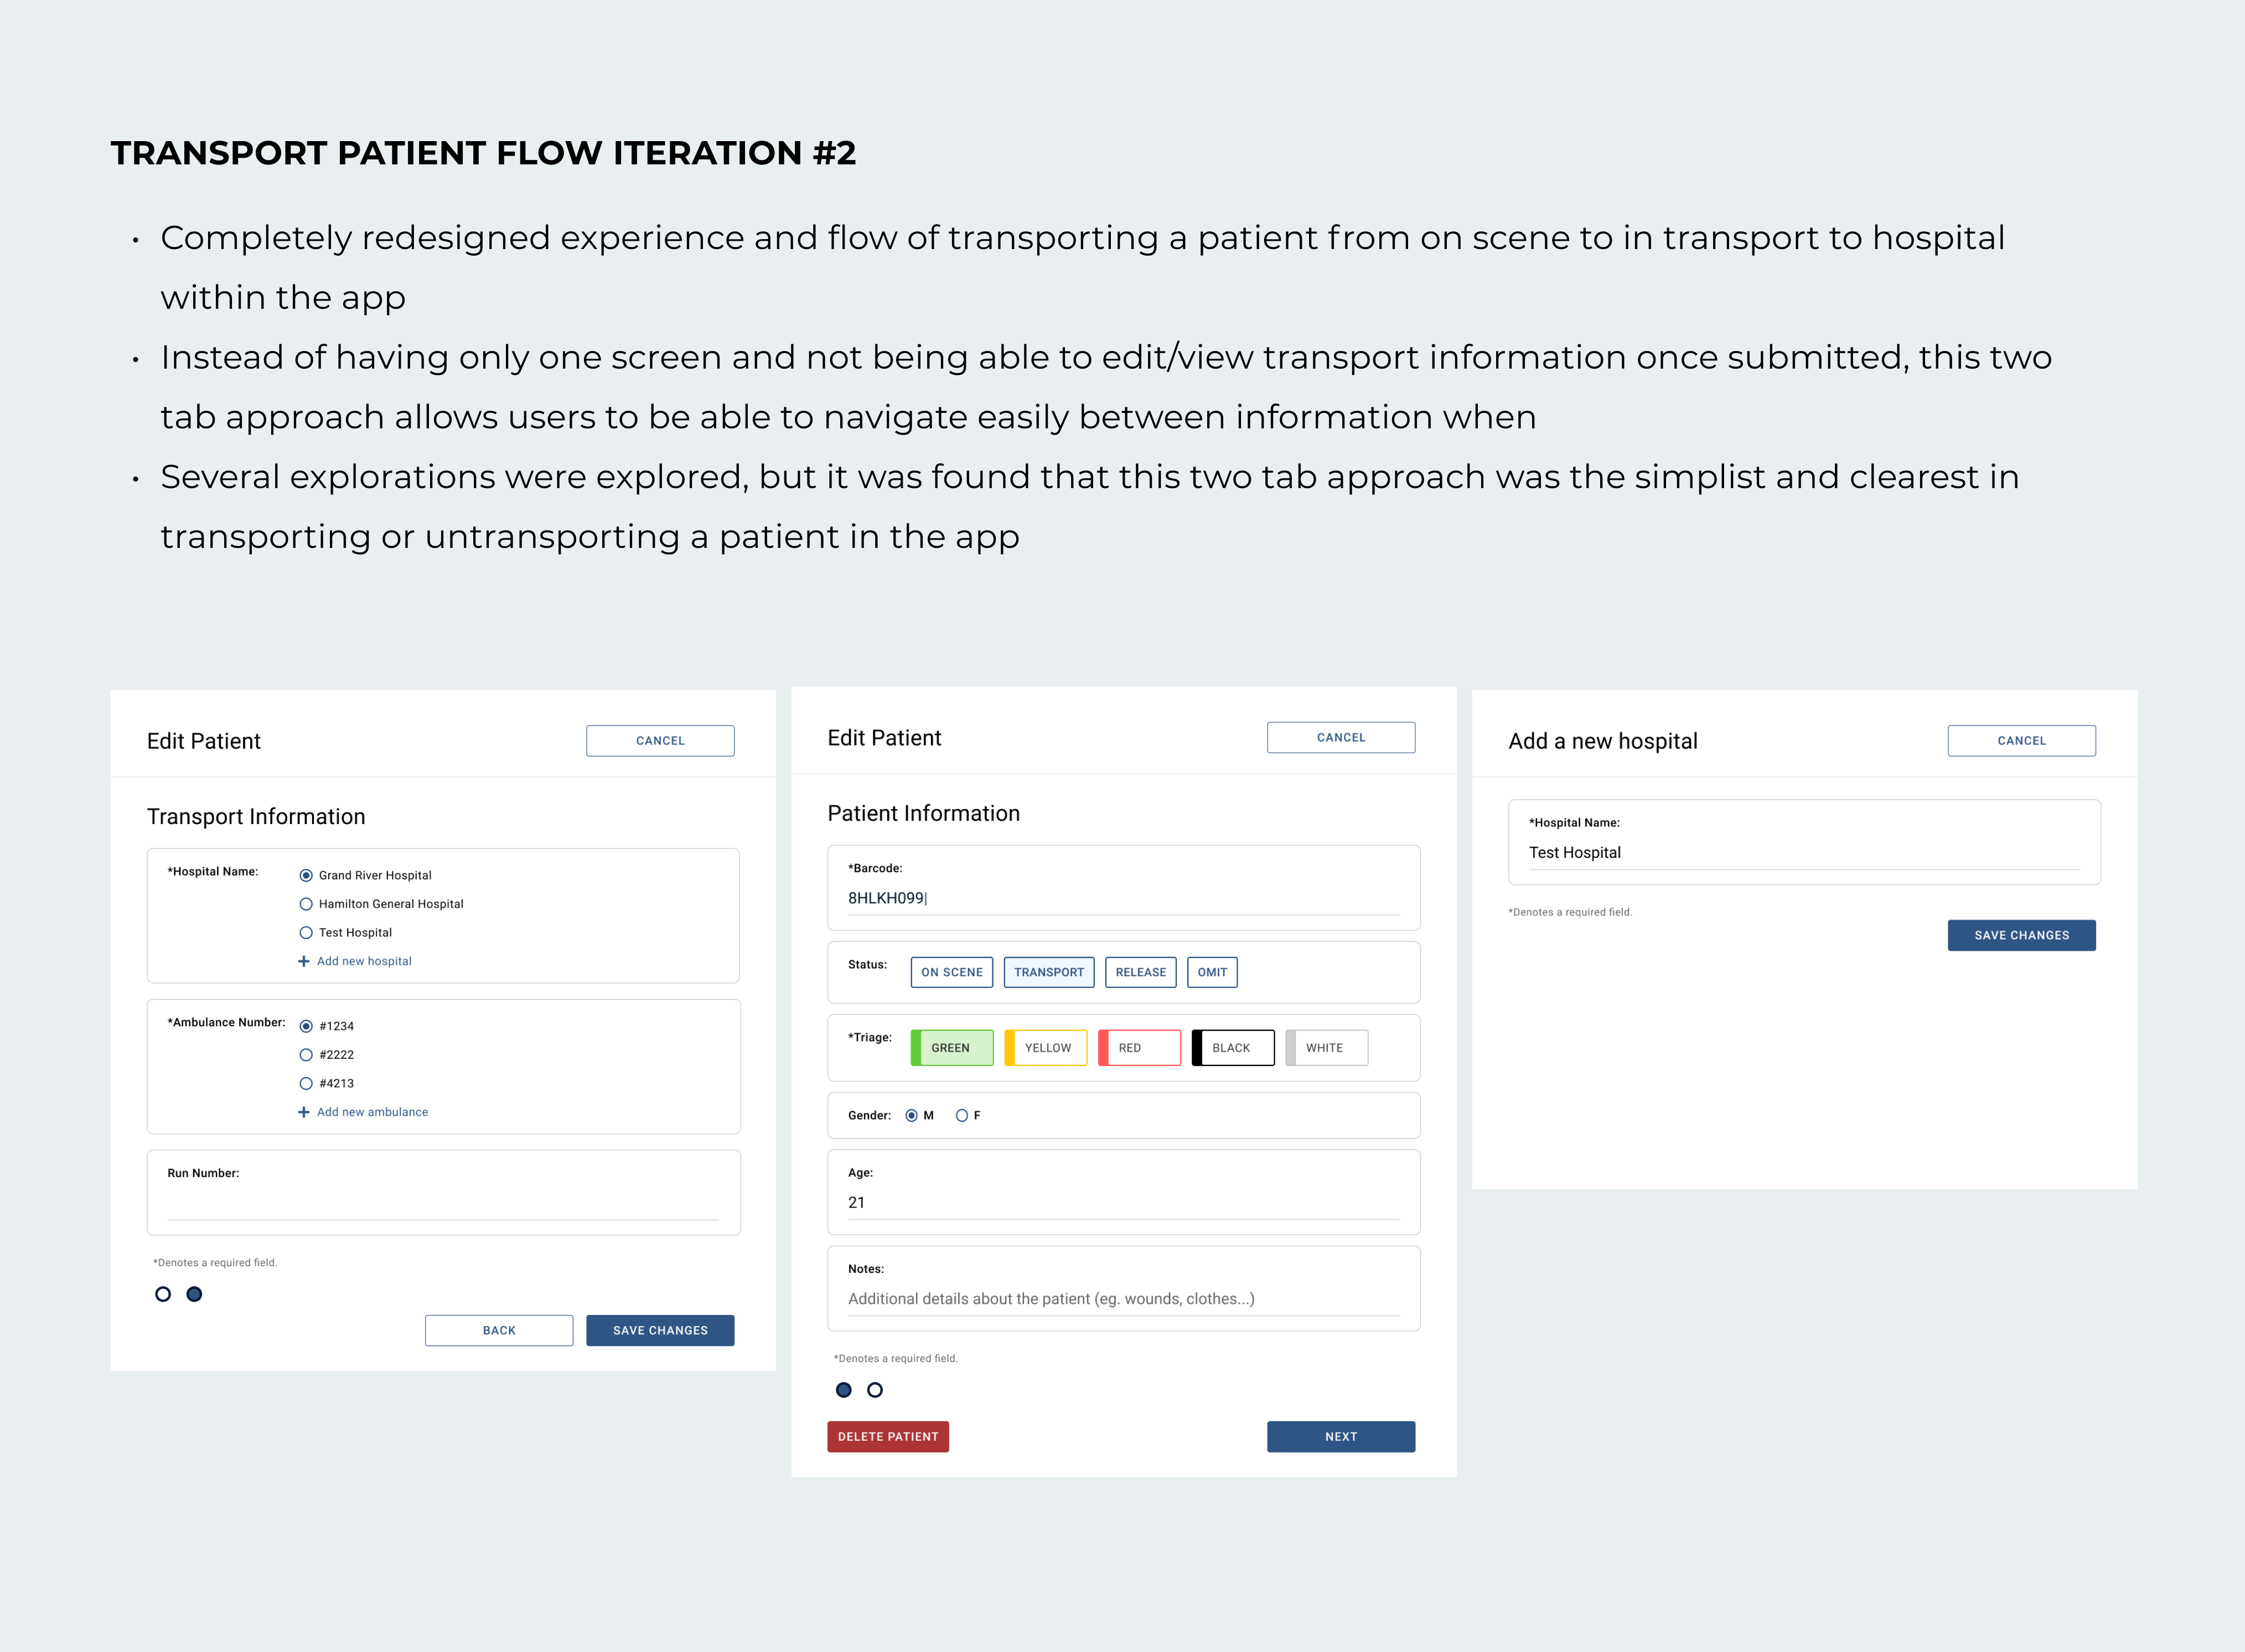 TRANSPORT PATIENT FLOW ITERATION #2
• Completely redesigned experience and flow of transporting a patient from on scene to in transport to hospital
within the app
• Instead of having only one screen and not being able to edit/view transport information once submitted, this two
tab approach allows users to be able to navigate easily between information when
• Several explorations were explored, but it was found that this two tab approach was the simplist and clearest in
transporting or untransporting a patient in the app
Edit Patient
CANCEL
Transport Information
*Hospital Name:
Grand River Hospital
Hamilton General Hospital
Test Hospital
+ Add new hospital
*Ambulance Number:
#1234
#2222
#4213
+ Add new ambulance
Run Number:
*Denotes a required field.
BACK
SAVE CHANGES
Edit Patient
CANCEL
Patient Information
*Barcode:
8HLKH099
Status:
ON SCENE
TRANSPORT
RELEASE
OMIT
*Triage:
GREEN
YELLOW
RED
BLACK
WHITE
Gender:
M
F
Age:
21
Notes:
Additional details about the patient (eg. wounds, clothes...)
*Denotes a required field.
DELETE PATIENT
NEXT
Add a new hospital
CANCEL
*Hospital Name:
Test Hospital
*Denotes a required field.
SAVE CHANGES